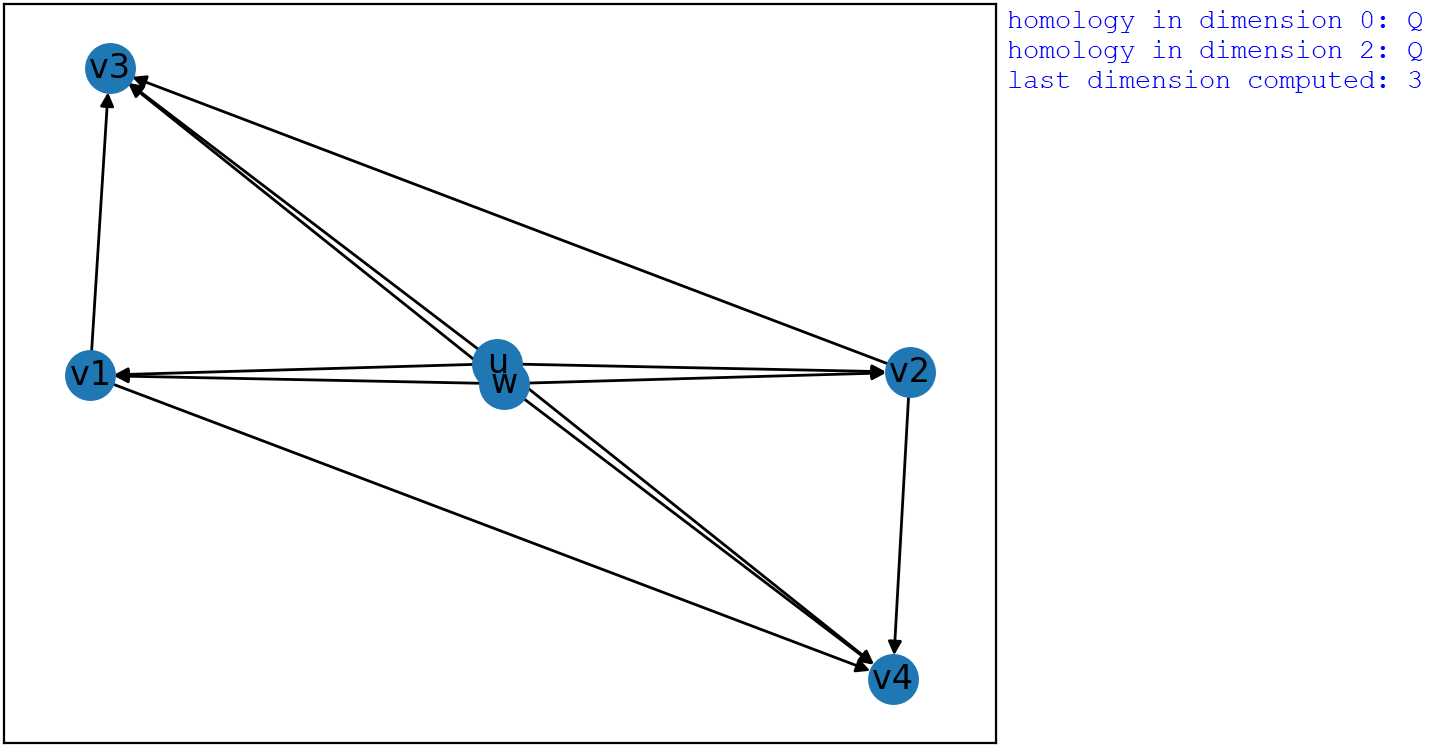 v3
u
w
v1
v2
v4
homology in dimension 0: Q
homology in dimension 2: Q
last dimension computed: 3